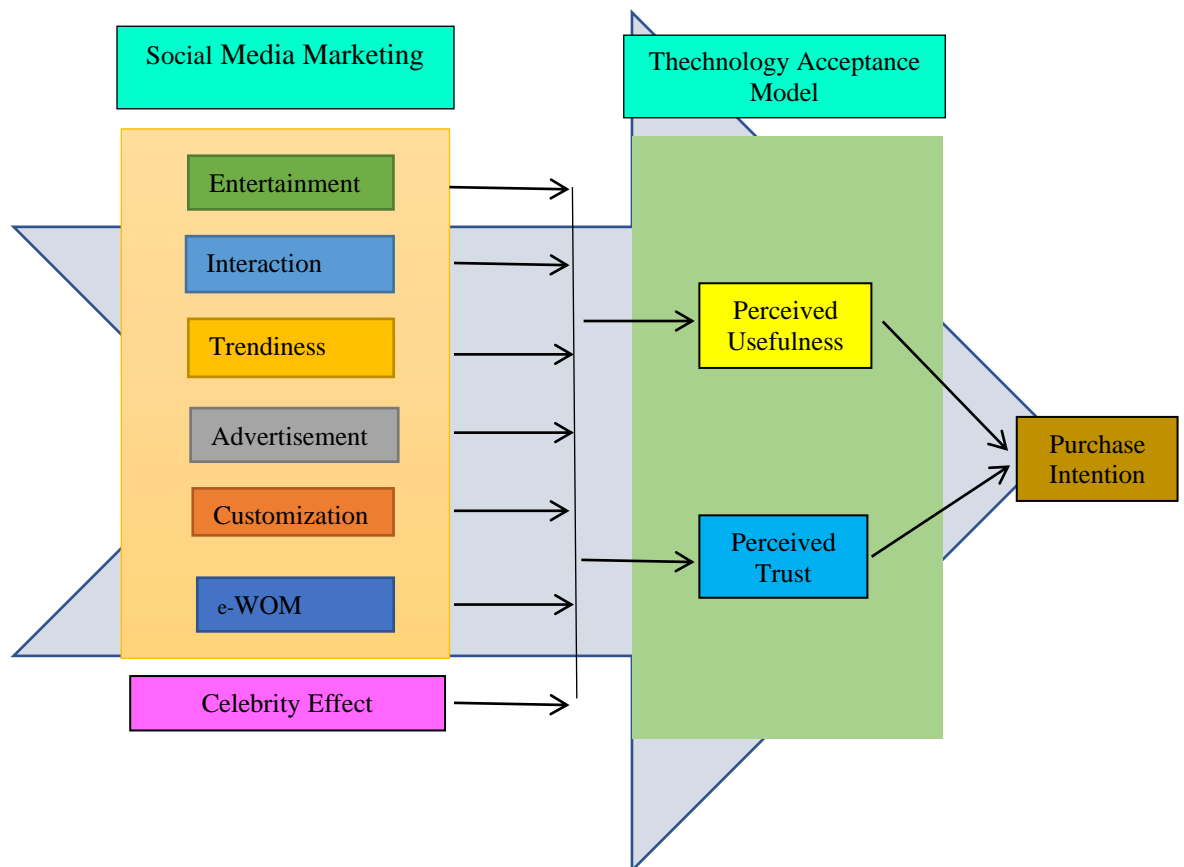 Social Media Marketing
Thechnology Acceptance
Model
Entertainment
Interaction
Trendiness
Advertisement
Customization
e-WOM
Celebrity Effect
Perceived
Usefulness
Perceived
Trust
Purchase
Intention